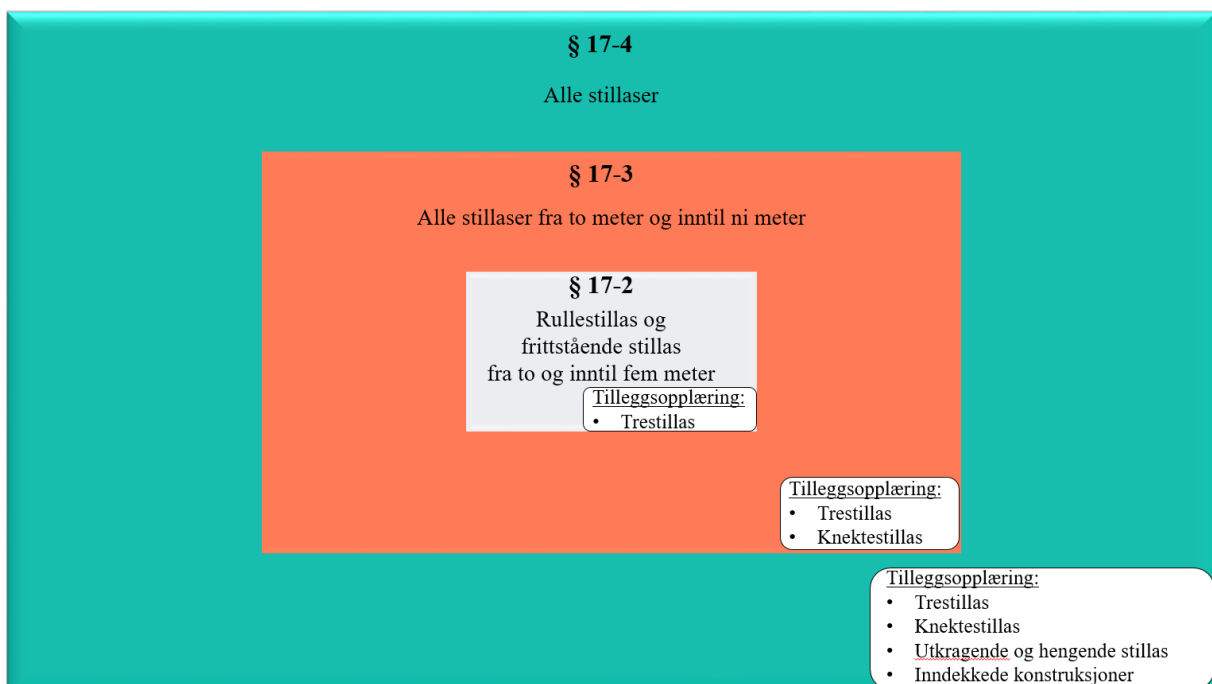 § 17-4
Alle stillaser
§ 17-3
Alle stillaser fra to meter og inntil ni meter
§ 17-2
Rullestillas og
frittstående stillas
fra to og inntil fem meter
Tilleggsopplæring:
• Trestillas
Tilleggsopplæring:
• Trestillas
• Knektestillas
Tilleggsopplæring:
• Trestillas
• Knektestillas
• Utkragende og hengende stillas
• Inndekkede konstruksjoner